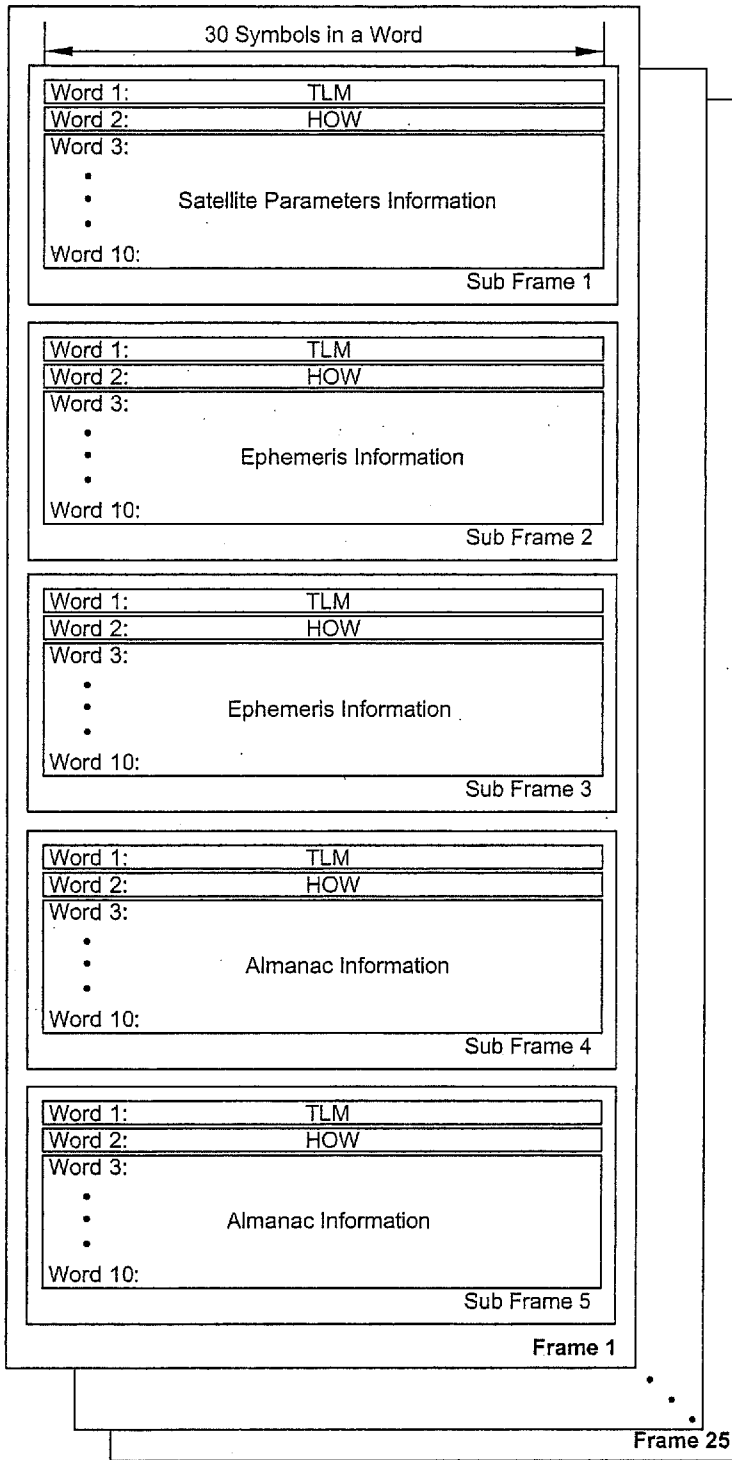 30 Symbols in a Word
Word 1: TLM
Word 2: HOW
Word 3:
Satellite Parameters Information
Word 10:
Sub Frame 1
Word 1: TLM
Word 2: HOW
Word 3:
Ephemeris Information
Word 10:
Sub Frame 2
Word 1: TLM
Word 2: HOW
Word 3:
Ephemeris Information
Word 10:
Sub Frame 3
Word 1: TLM
Word 2: HOW
Word 3:
Almanac Information
Word 10:
Sub Frame 4
Word 1: TLM
Word 2: HOW
Word 3:
Almanac Information
Word 10:
Sub Frame 5
Frame 1
Frame 25